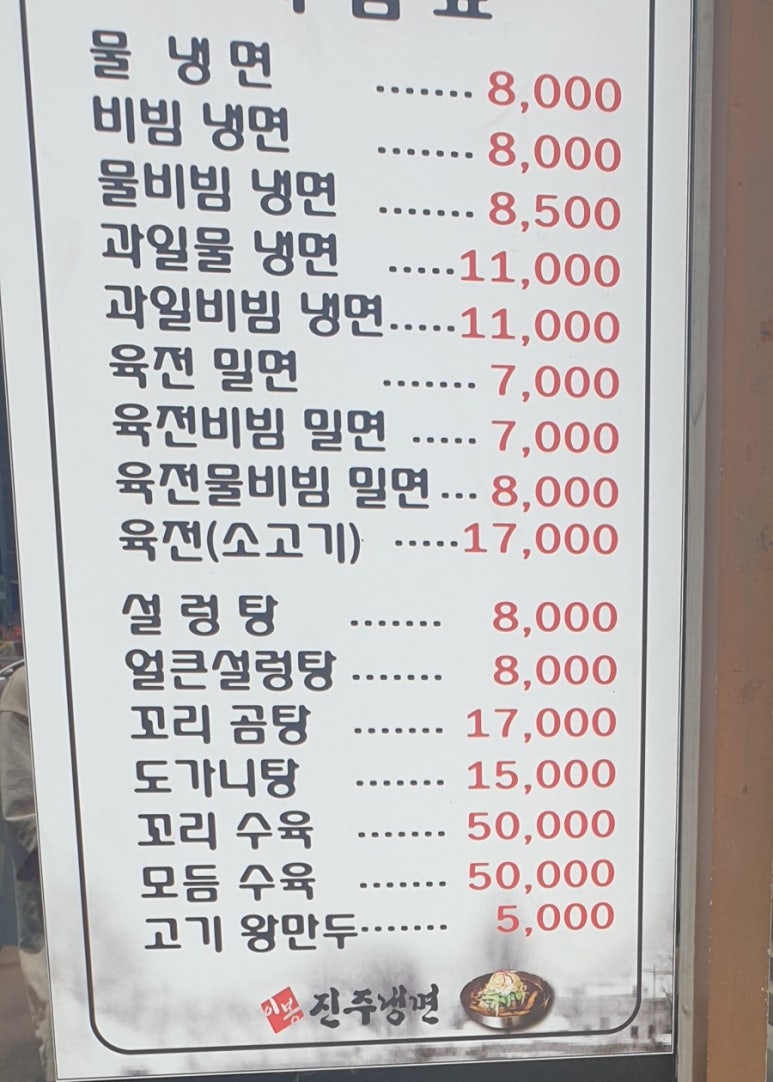 물 냉 면 ....... 8,000
비빔 냉면 ....... 8,000
물비빔 냉면 ....... 8,500
과일물 냉면 .....11,000
과일비빔 냉면.....11,000
육전 밀면 ....... 7,000
육전비빔 밀면 ..... 7,000
육전물비빔 밀면... 8,000
육전(소고기) .....17,000
설 렁 탕 ....... 8,000
얼큰설렁탕 ....... 8,000
꼬리 곰탕 ....... 17,000
도가니탕 ....... 15,000
꼬리 수육 ....... 50,000
모듬 수육 ....... 50,000
고기 왕만두....... 5,000
이봉 진주냉면